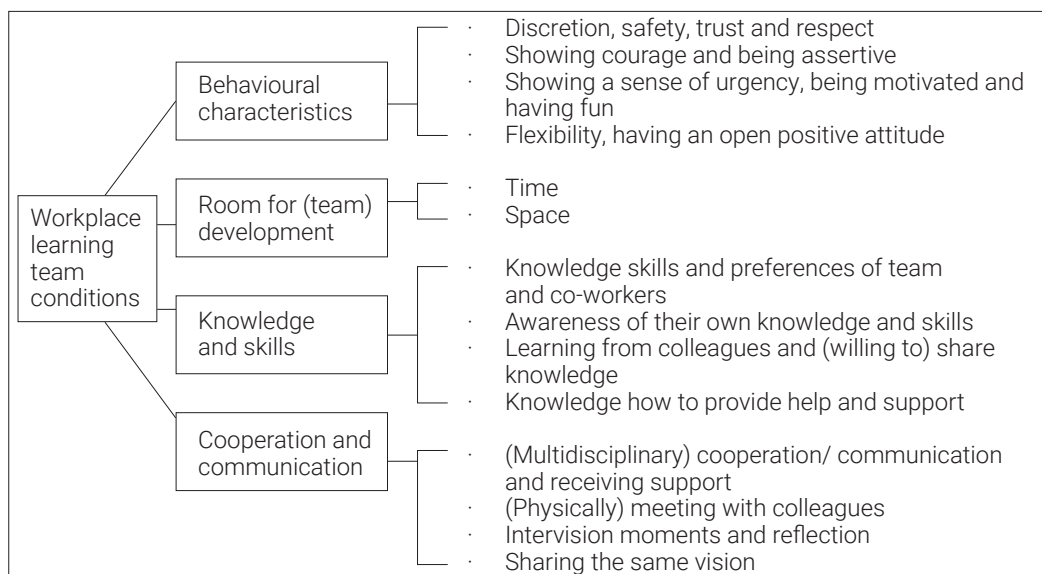 Workplace
learning
team
conditions
Behavioural
characteristics
· Discretion, safety, trust and respect
· Showing courage and being assertive
· Showing a sense of urgency, being motivated and
having fun
· Flexibility, having an open positive attitude
Room for (team)
development
· Time
· Space
Knowledge
and skills
· Knowledge skills and preferences of team
and co-workers
· Awareness of their own knowledge and skills
· Learning from colleagues and (willing to) share
knowledge
· Knowledge how to provide help and support
Cooperation and
communication
· (Multidisciplinary) cooperation/ communication
and receiving support
· (Physically) meeting with colleagues
· Intervision moments and reflection
· Sharing the same vision